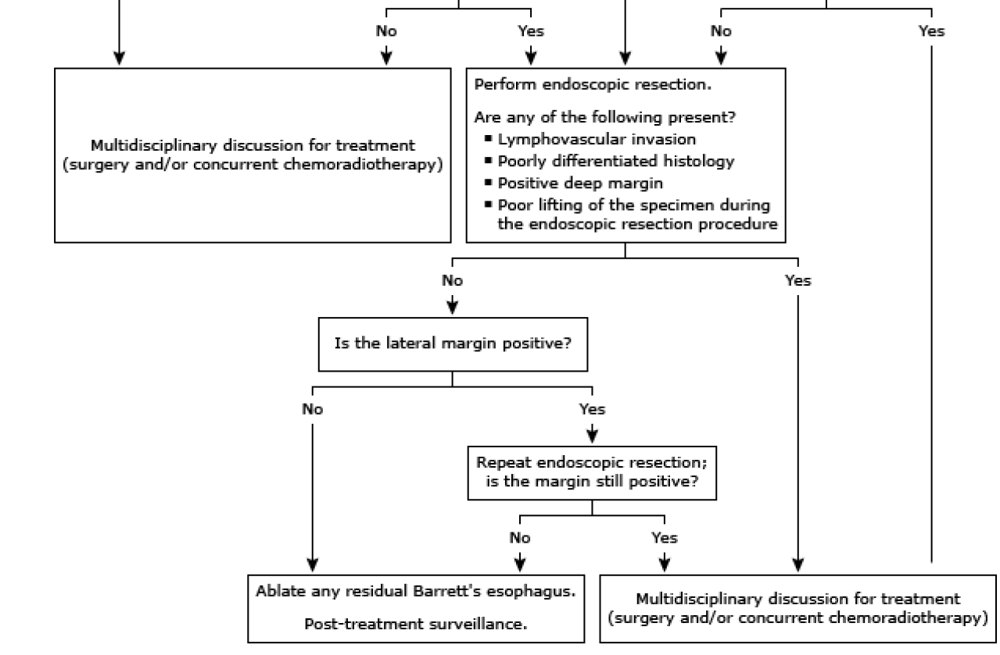 No
Yes
No
Yes
Multidisciplinary discussion for treatment
(surgery and/or concurrent chemoradiotherapy)
Perform endoscopic resection.
Are any of the following present?
▪ Lymphovascular invasion
▪ Poorly differentiated histology
▪ Positive deep margin
▪ Poor lifting of the specimen during
the endoscopic resection procedure
No
Yes
Is the lateral margin positive?
No
Yes
Repeat endoscopic resection;
is the margin still positive?
No
Yes
Ablate any residual Barrett's esophagus.
Post-treatment surveillance.
Multidisciplinary discussion for treatment
(surgery and/or concurrent chemoradiotherapy)